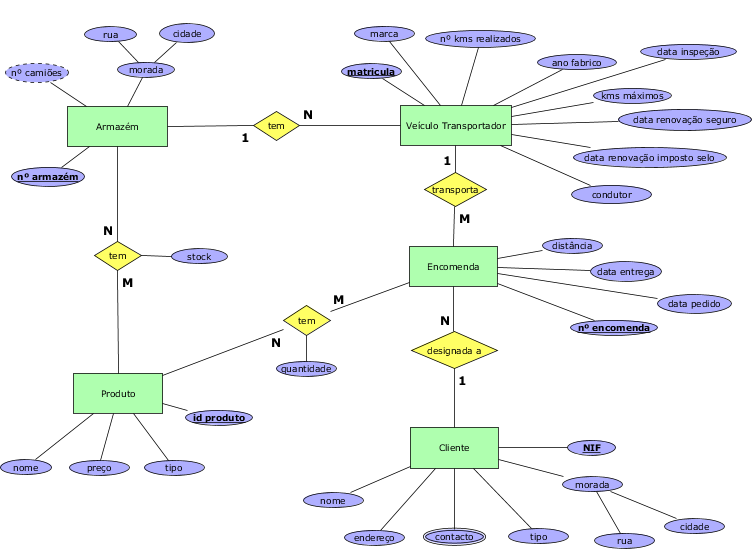 rua
cidade
marca
nº kms realizados
data inspeção
nº camiões
morada
matricula
ano fabrico
kms máximos
Armazém
tem
1
N
Veículo Transportador
data renovação seguro
data renovação imposto selo
nº armazém
1
transporta
condutor
M
N
tem
stock
M
distância
Encomenda
data entrega
data pedido
M
tem
N
nº encomenda
N
designada a
quantidade
1
Produto
id produto
nome
preço
tipo
Cliente
NIF
nome
morada
endereço
contacto
tipo
rua
cidade